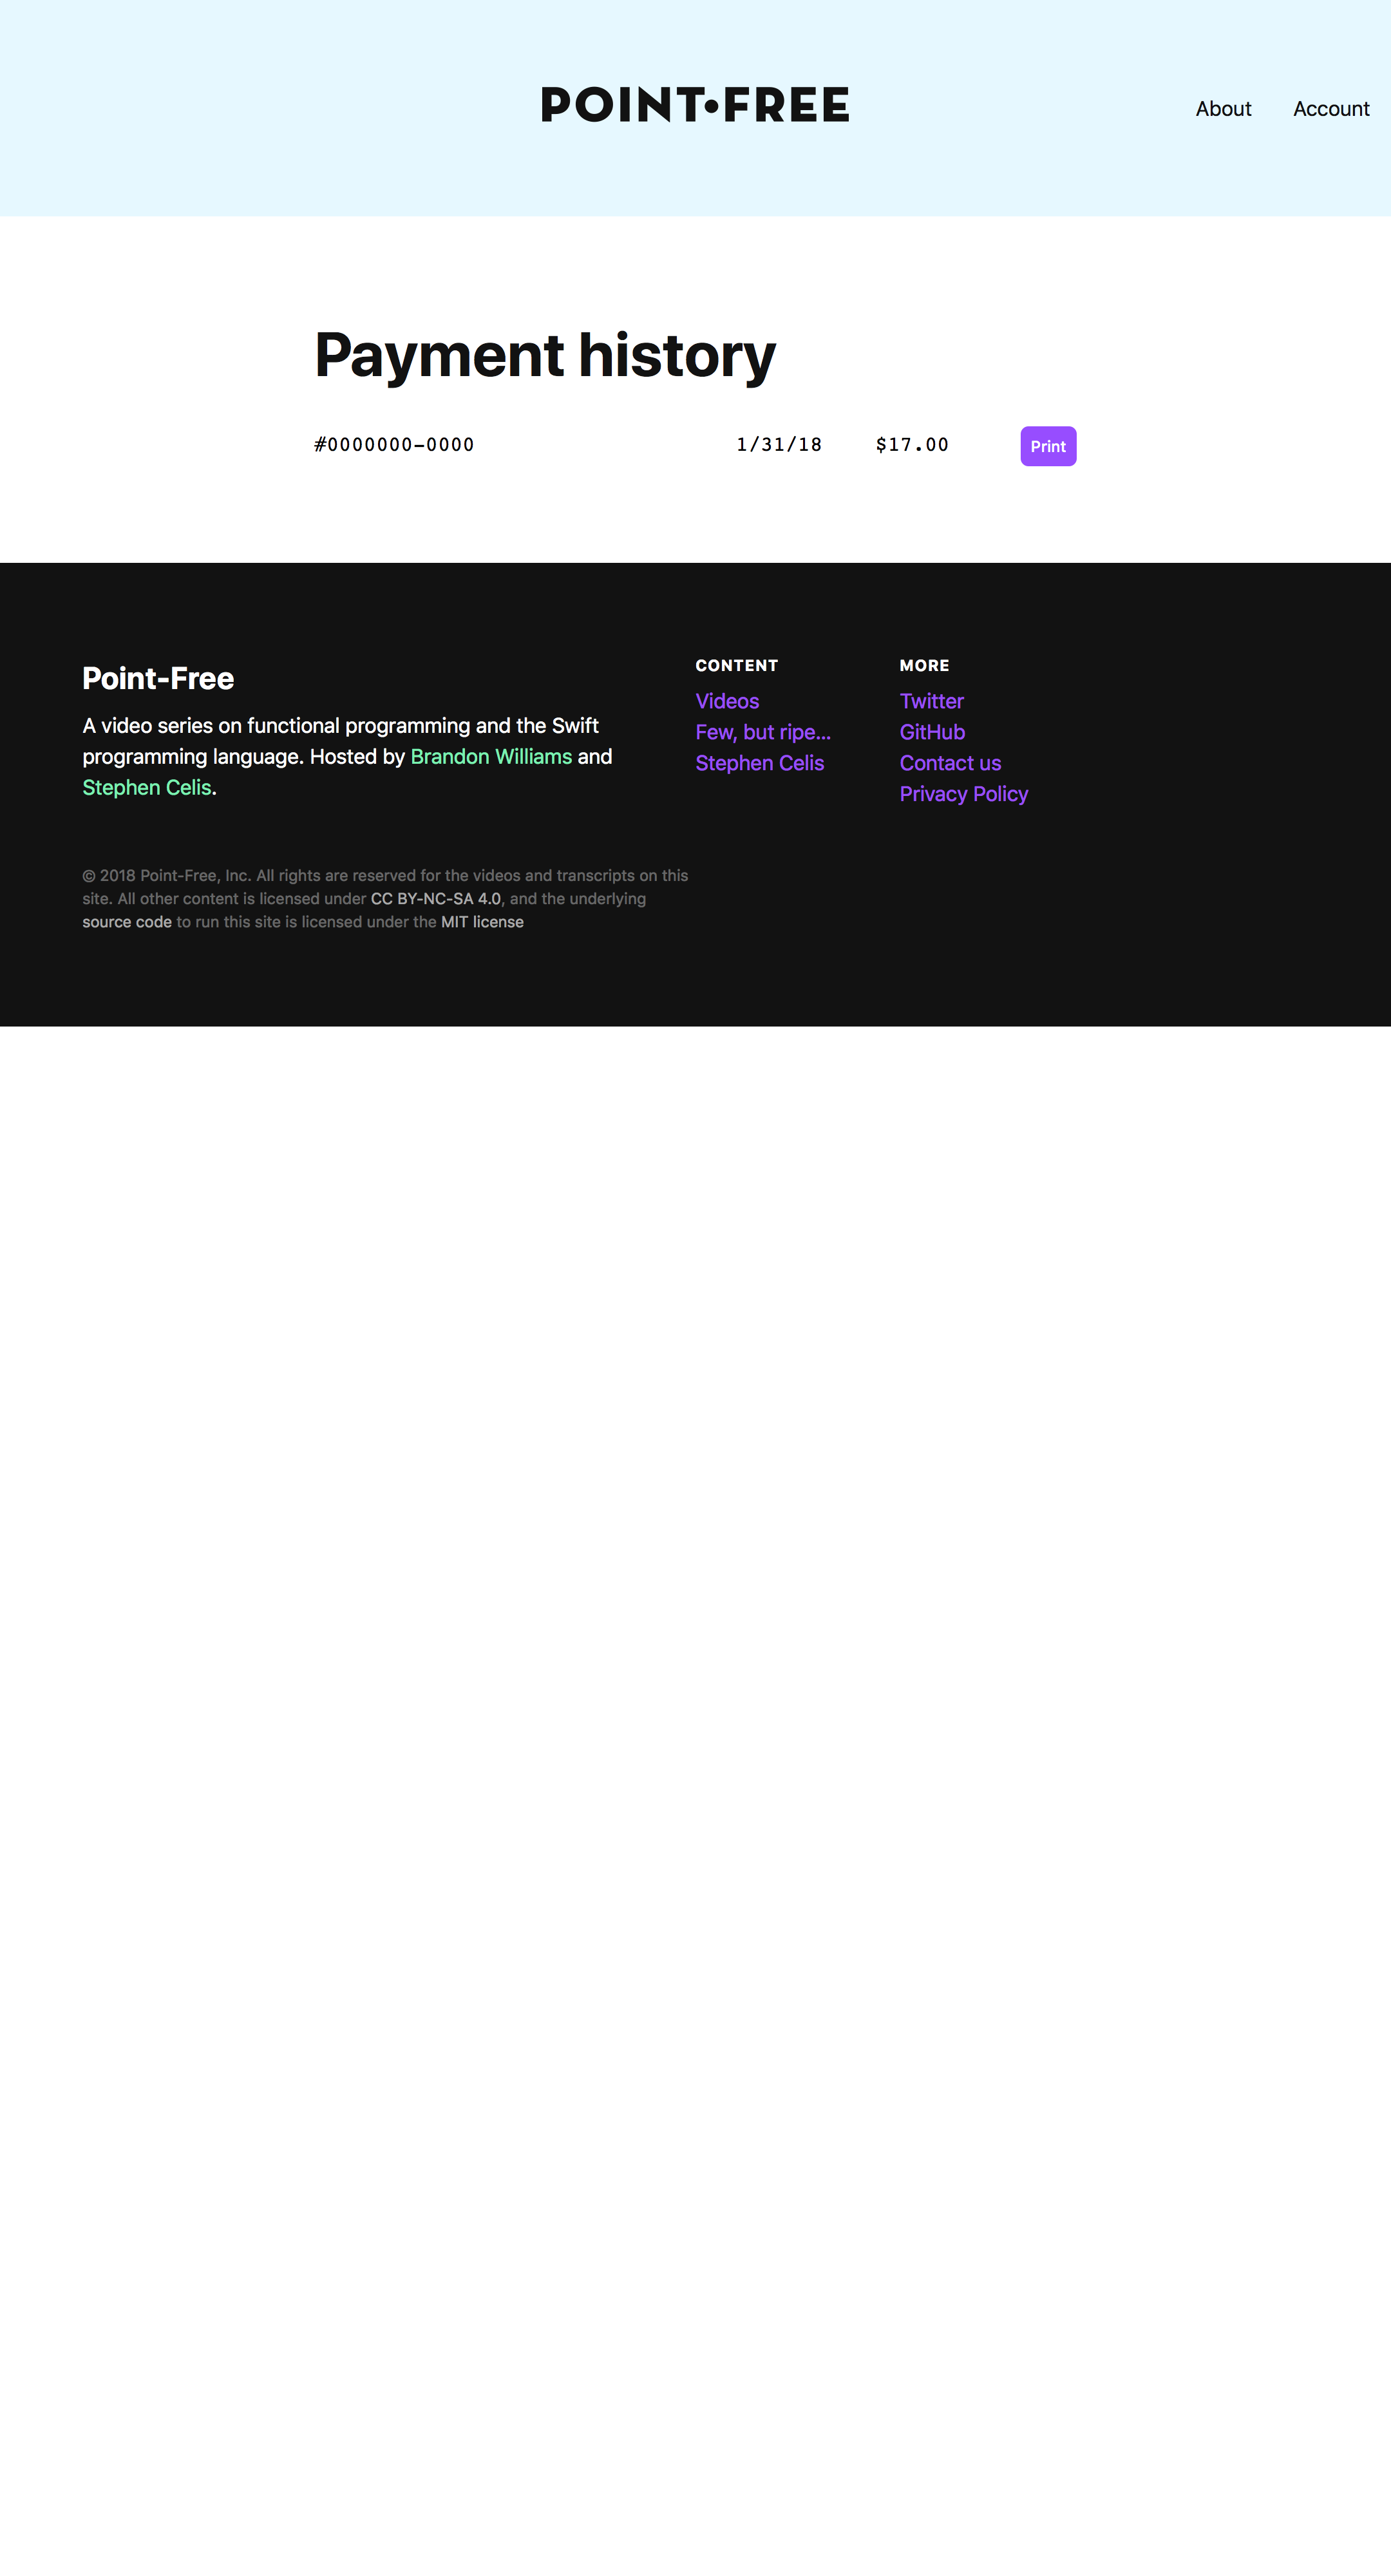 POINT•FREE
About Account
Payment history
#0000000-0000 1/31/18 $17.00 Print
Point-Free
A video series on functional programming and the Swift
programming language. Hosted by Brandon Williams and
Stephen Celis.
CONTENT
Videos
Few, but ripe...
Stephen Celis
MORE
Twitter
GitHub
Contact us
Privacy Policy
© 2018 Point-Free, Inc. All rights are reserved for the videos and transcripts on this
site. All other content is licensed under CC BY-NC-SA 4.0, and the underlying
source code to run this site is licensed under the MIT license